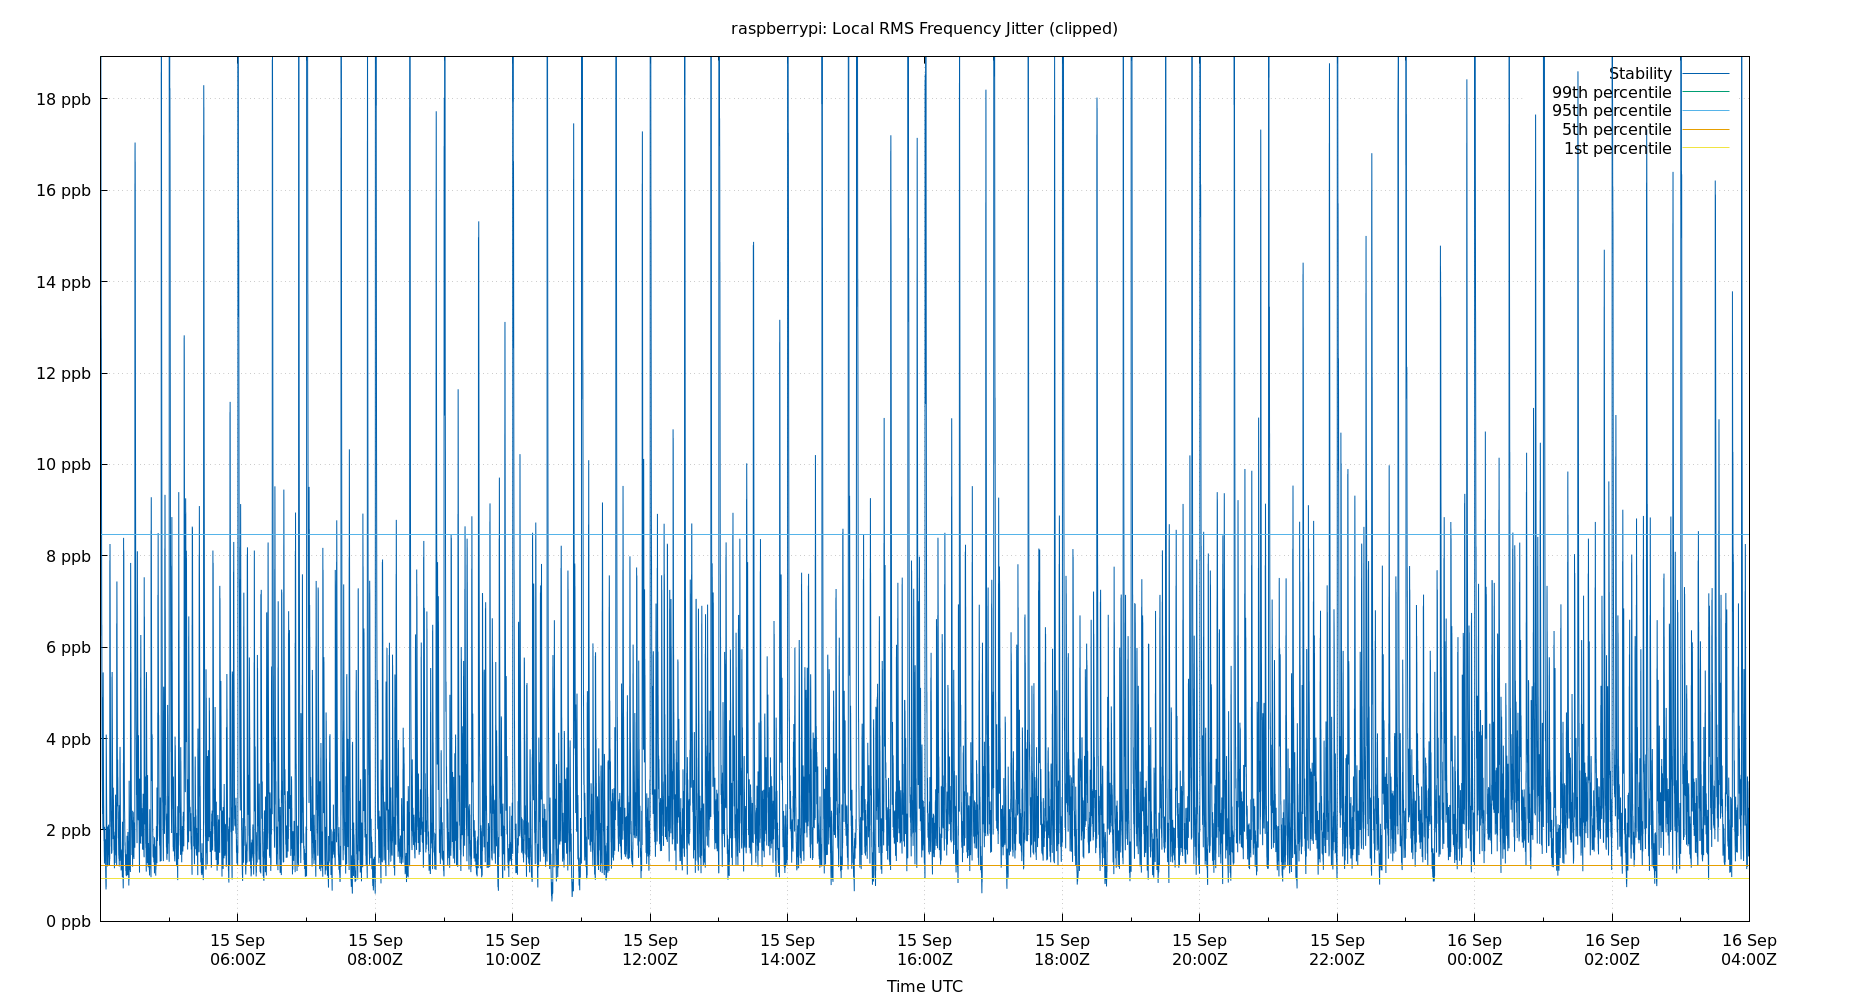 raspberrypi: Local RMS Frequency Jitter (clipped)
Stability
99th percentile
95th percentile
5th percentile
1st percentile
18 ppb
16 ppb
14 ppb
12 ppb
10 ppb
8 ppb
6 ppb
4 ppb
2 ppb
0 ppb
15 Sep 15 Sep 15 Sep 15 Sep 15 Sep 15 Sep 15 Sep 15 Sep 15 Sep 16 Sep 16 Sep 16 Sep
06:00Z 08:00Z 10:00Z 12:00Z 14:00Z 16:00Z 18:00Z 20:00Z 22:00Z 00:00Z 02:00Z 04:00Z
Time UTC